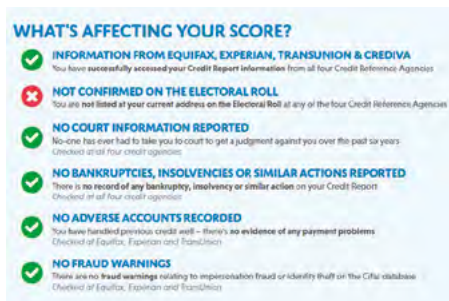 WHAT'S AFFECTING YOUR SCORE?
INFORMATION FROM EQUIFAX, EXPERIAN, TRANSUNION & CREDIVA
You have successfully accessed your Credit Report information from all four Credit Reference Agencies
NOT CONFIRMED ON THE ELECTORAL ROLL
You are not listed at your current address on the Electoral Roll at any of the four Credit Reference Agencies
NO COURT INFORMATION REPORTED
No-one has ever had to take you to court to get a judgment against you over the past six years
Checked at all four credit agencies
NO BANKRUPTCIES, INSOLVENCIES OR SIMILAR ACTIONS REPORTED
There is no record of any bankruptcy, insolvency or similar action on your Credit Report
Checked at all four credit agencies
NO ADVERSE ACCOUNTS RECORDED
You have handled previous credit well – there's no evidence of any payment problems
Checked at Equifax, Experian and TransUnion
NO FRAUD WARNINGS
There are no fraud warnings relating to impersonation fraud or identity theft on the Cifas database
Checked at Equifax, Experian and TransUnion